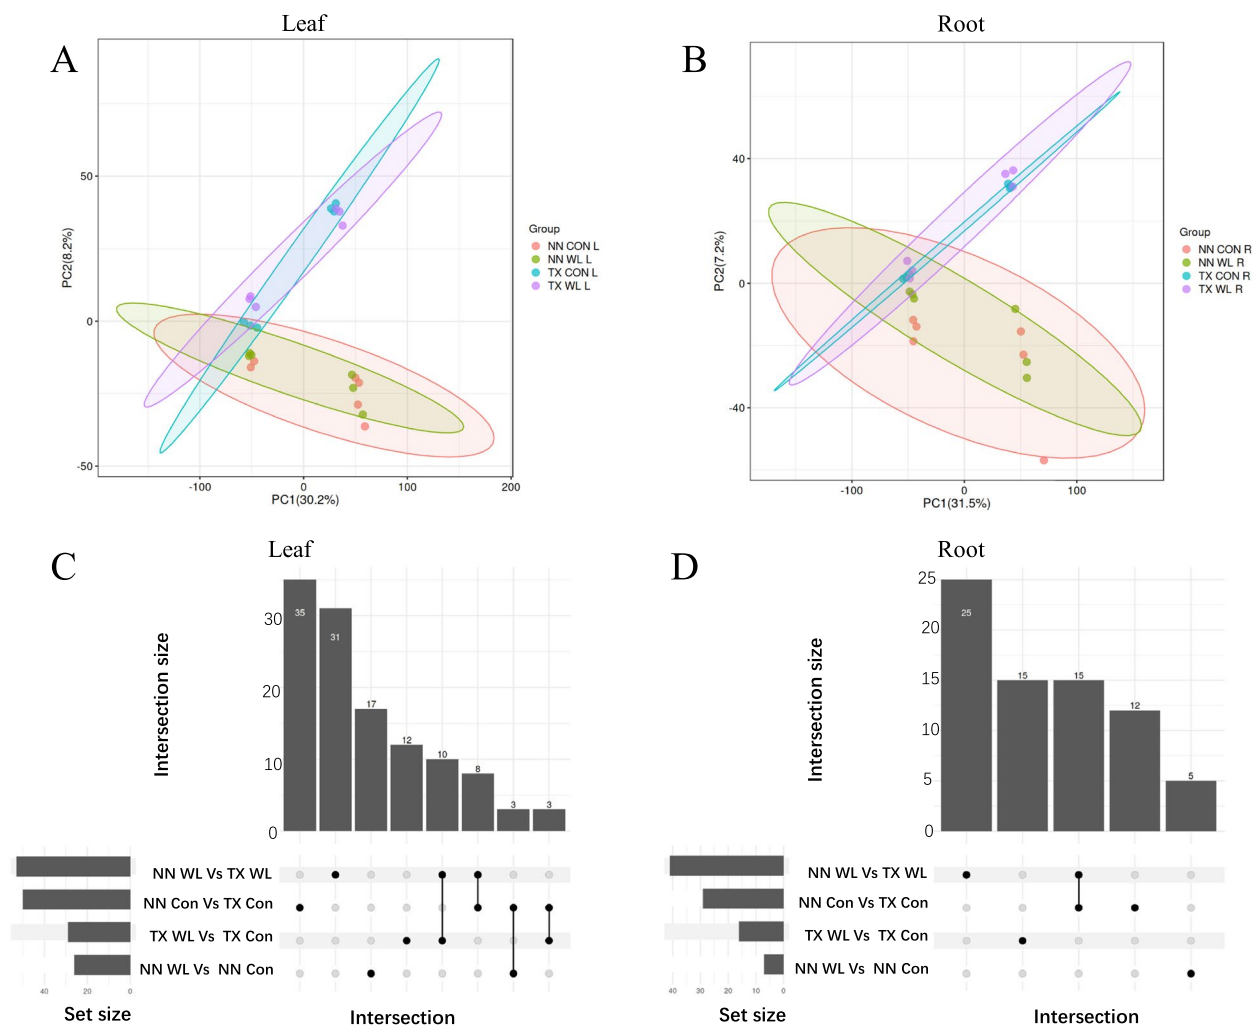 Leaf
A
50
0
-50
PC2(8.2%)
-100
0
100
200
PC1(30.2%)
Group
NN CON L
NN WL L
TX CON L
TX WL L
Root
B
40
0
-40
PC2(7.2%)
-100
0
100
PC1(31.5%)
Group
NN CON R
NN WL R
TX CON R
TX WL R
Leaf
C
Intersection size
30
20
10
0
35
31
17
12
10
8
3
3
NN WL Vs TX WL
NN Con Vs TX Con
TX WL Vs TX Con
NN WL Vs NN Con
40
20
0
Set size
Intersection
Root
D
Intersection size
25
20
15
10
5
0
25
15
15
12
5
NN WL Vs TX WL
NN Con Vs TX Con
TX WL Vs TX Con
NN WL Vs NN Con
40
30
20
10
0
Set size
Intersection